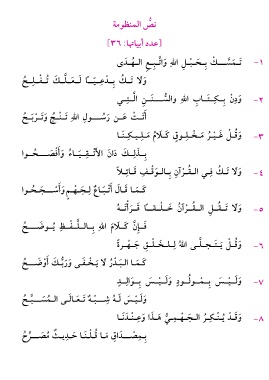 نصُّ المنظومة
[عدد أبياتها: ٣٦]
١- تَمَسَّكْ بِحَبْلِ اللهِ وَاتَّبِعِ الهُدَى
وَلَا تَكُ بِدْعِيًّا لَعَلَّكَ تُفْلِحُ
٢- وَدِنْ بِكِتَابِ اللهِ وَالسُّنَنِ الَّتِي
أَتَتْ عَنْ رَسُولِ اللهِ تَنْجُ وَتَرْبَحُ
٣- وَقُلْ غَيْرُ مَخْلُوقٍ كَلَامُ مَلِيكِنَا
بِذَلِكَ دَانَ الأَتْقِيَاءُ وَأَفْصَحُوا
٤- وَلَا تَكُ فِي القُرْآنِ بِالوَقْفِ قَائِلًا
كَمَا قَالَ أَتْبَاعٌ لِجَهْمٍ وَأَسْجَحُوا
٥- وَلَا تَقُلِ القُرْآنُ خَلْقًا قَرَأْتُهُ
فَإِنَّ كَلَامَ اللهِ بِاللَّفْظِ يُوضَحُ
٦- وَقُلْ يَتَجَلَّى اللهُ لِلْخَلْقِ جَهْرَةً
كَمَا البَدْرُ لَا يَخْفَى وَرَبُّكَ أَوْضَحُ
٧- وَلَيْسَ بِمَوْلُودٍ وَلَيْسَ بِوَالِدٍ
وَلَيْسَ لَهُ شِبْهٌ تَعَالَى المُسَبَّحُ
٨- وَقَدْ يُنْكِرُ الجَهْمِيُّ هَذَا وَعِنْدَنَا
بِمِصْدَاقِ مَا قُلْنَا حَدِيثٌ مُصَرَّحُ